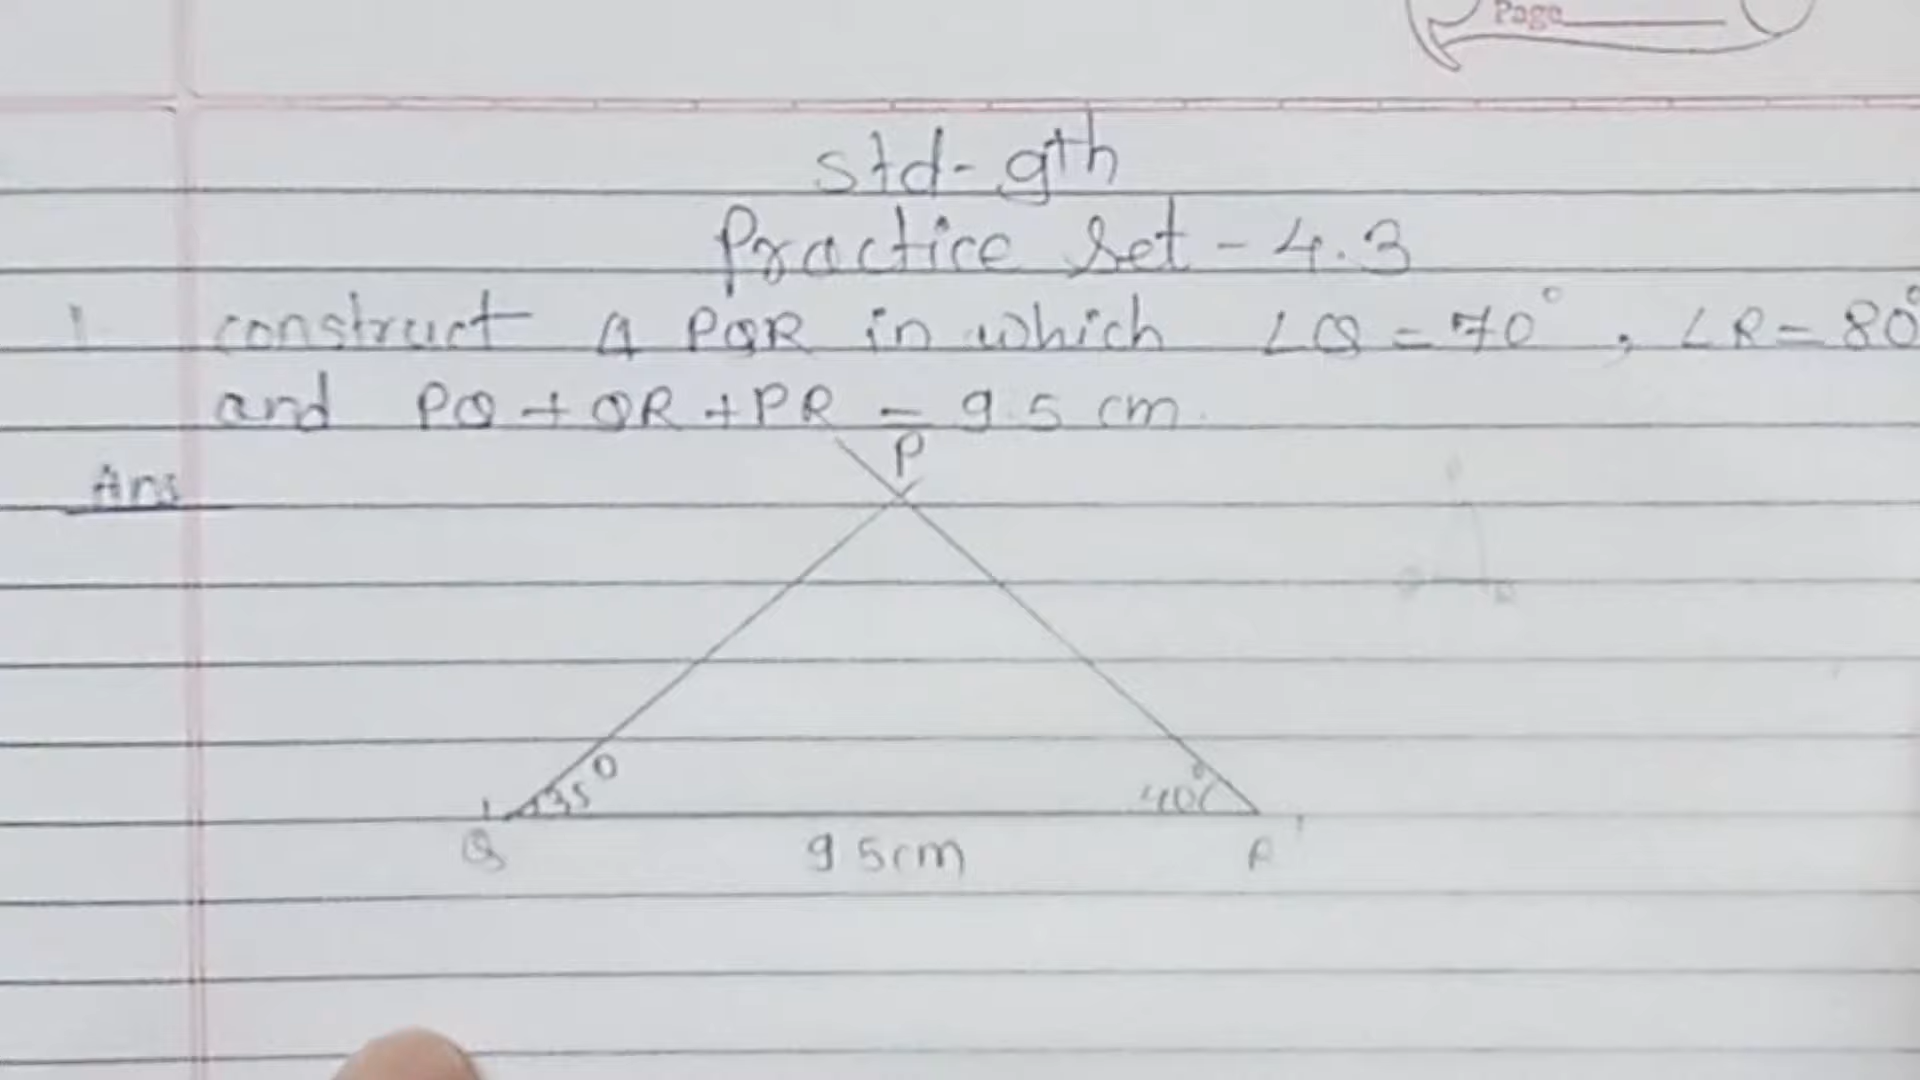 Page
Std - 9th
Practice Set - 4.3
1 construct Δ PQR in which ∠Q = 70°, ∠R = 80°
and PQ + QR + PR = 9.5 cm.
Ans
P
35°
40°
Q
9.5cm
R